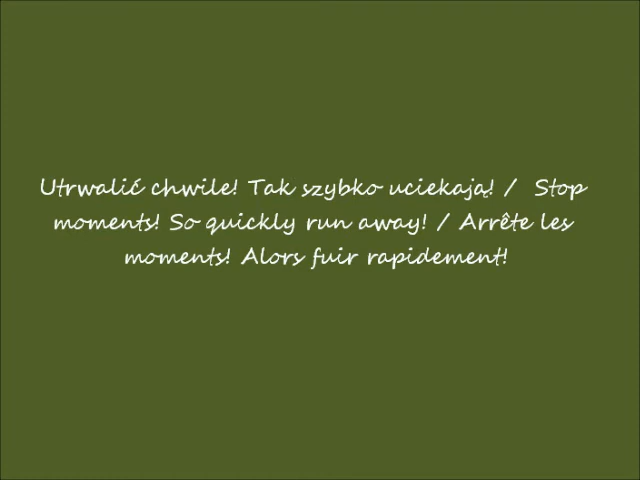 Utrwalić chwile! Tak szybko uciekają! / Stop
moments! So quickly run away! / Arrête les
moments! Alors fuir rapidement!